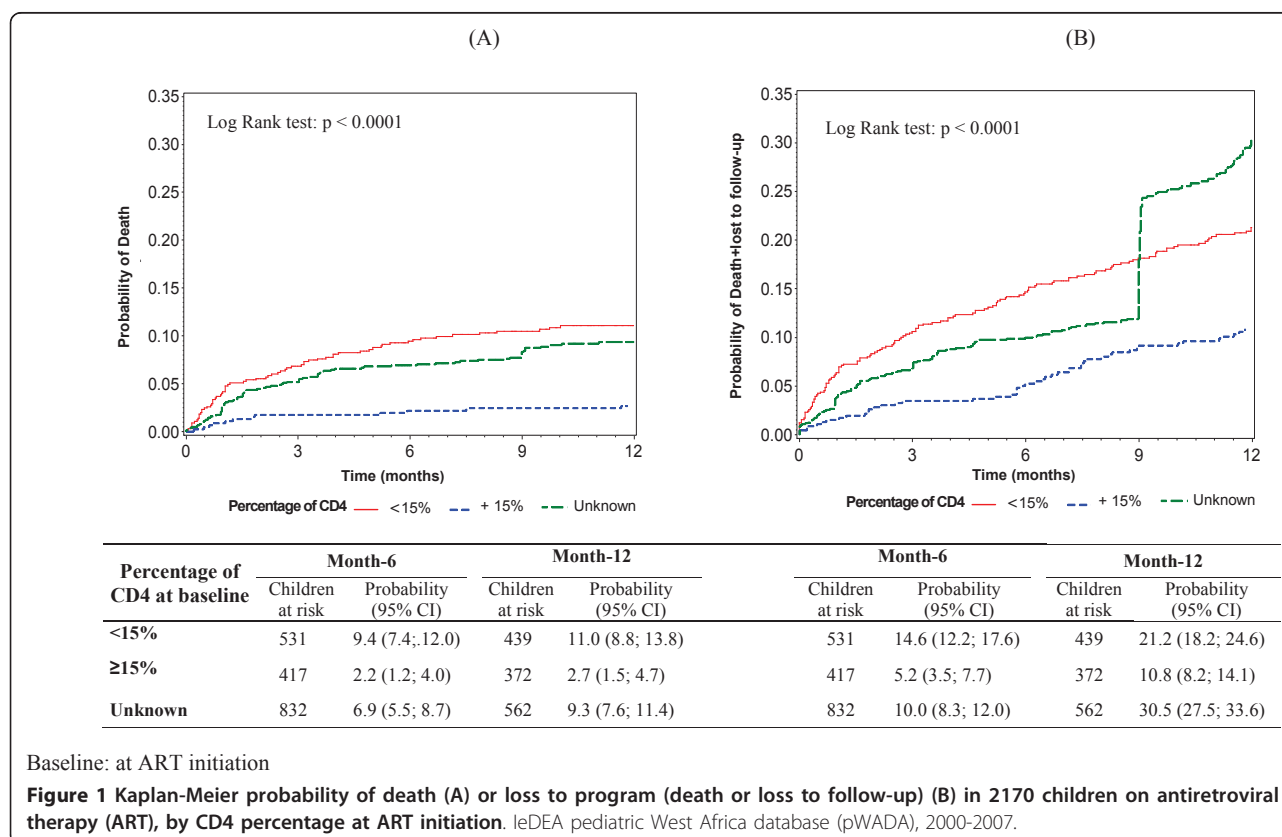 (A)
(B)
0.35
0.30
0.25
0.20
0.15
0.10
0.05
0.00
Probability of Death
Log Rank test: p < 0.0001
0 3 6 9 12
Time (months)
Percentage of CD4 <15% + 15% Unknown
0.35
0.30
0.25
0.20
0.15
0.10
0.05
0.00
Probability of Death+lost to follow-up
Log Rank test: p < 0.0001
0 3 6 9 12
Time (months)
Percentage of CD4 <15% + 15% Unknown
Percentage of CD4 at baseline Month-6 Month-12 Month-6 Month-12
Children at risk Probability (95% CI) Children at risk Probability (95% CI) Children at risk Probability (95% CI) Children at risk Probability (95% CI)
<15% 531 9.4 (7.4;.12.0) 439 11.0 (8.8; 13.8) 531 14.6 (12.2; 17.6) 439 21.2 (18.2; 24.6)
≥15% 417 2.2 (1.2; 4.0) 372 2.7 (1.5; 4.7) 417 5.2 (3.5; 7.7) 372 10.8 (8.2; 14.1)
Unknown 832 6.9 (5.5; 8.7) 562 9.3 (7.6; 11.4) 832 10.0 (8.3; 12.0) 562 30.5 (27.5; 33.6)
Baseline: at ART initiation
Figure 1 Kaplan-Meier probability of death (A) or loss to program (death or loss to follow-up) (B) in 2170 children on antiretroviral
therapy (ART), by CD4 percentage at ART initiation. IeDEA pediatric West Africa database (pWADA), 2000-2007.